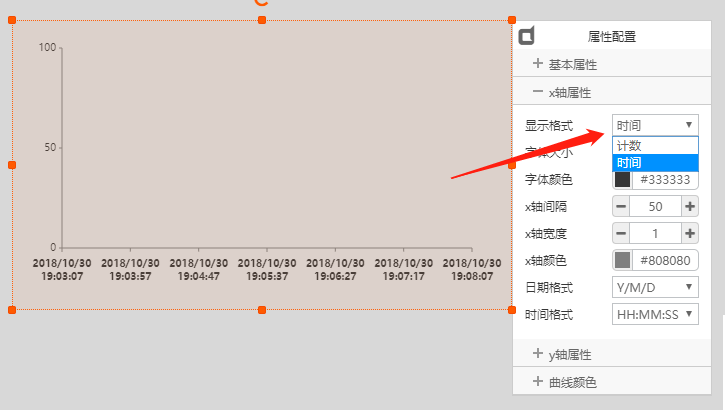 100
50
0
2018/10/30 2018/10/30 2018/10/30 2018/10/30 2018/10/30 2018/10/30 2018/10/30
19:03:07 19:03:57 19:04:47 19:05:37 19:06:27 19:07:17 19:08:07
属性配置
基本属性
x轴属性
显示格式 时间
计数
字体大小 时间
字体颜色 #333333
x轴间隔 50
x轴宽度 1
x轴颜色 #808080
日期格式 Y/M/D
时间格式 HH:MM:SS
y轴属性
曲线颜色